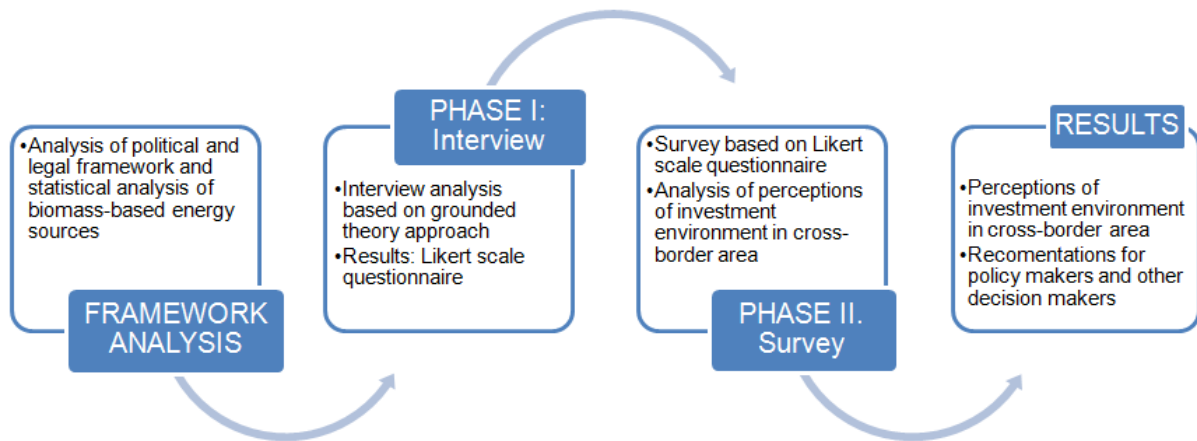 •Analysis of political and
legal framework and
statistical analysis of
biomass-based energy
sources
FRAMEWORK
ANALYSIS
PHASE I:
Interview
•Interview analysis
based on grounded
theory approach
•Results: Likert scale
questionnaire
•Survey based on Likert
scale questionnaire
•Analysis of perceptions
of investment
environment in cross-
border area
PHASE II.
Survey
RESULTS
•Perceptions of
investment environment
in cross-border area
•Recomentations for
policy makers and other
decision makers